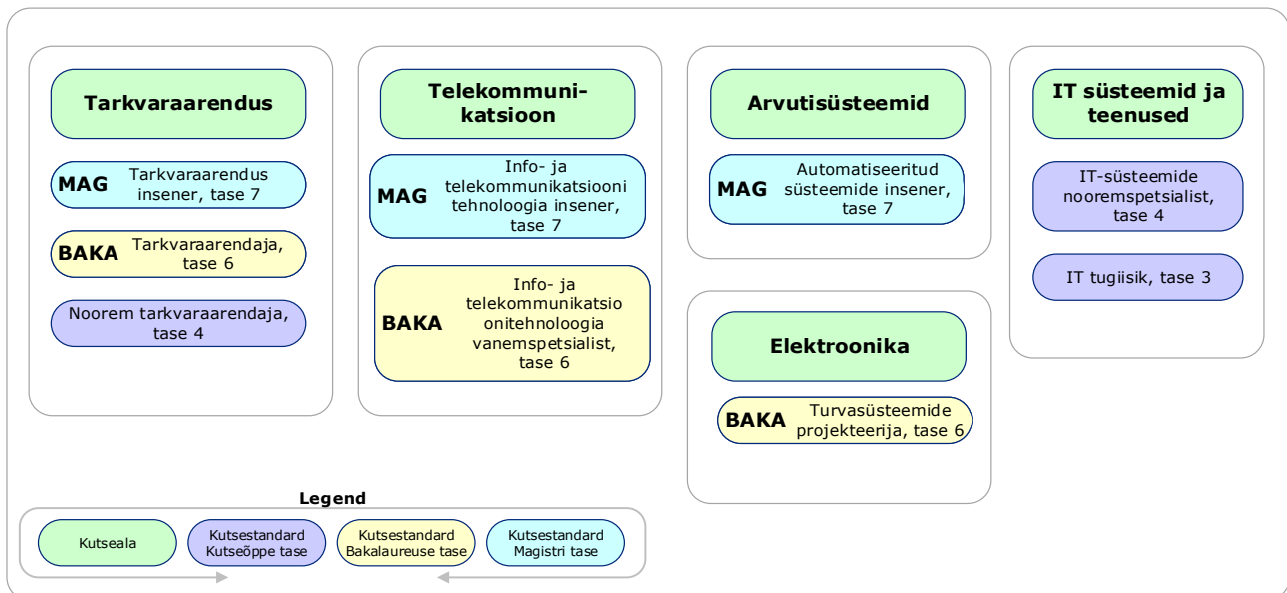 Tarkvaraarendus
MAG
Tarkvaraarendus
insener, tase 7
BAKA
Tarkvaraarendaja,
tase 6
Noorem tarkvaraarendaja,
tase 4
Telekommuni-
katsioon
MAG
Info- ja
telekommunikatsiooni
tehnoloogia insener,
tase 7
BAKA
Info- ja
telekommunikatsio
onitehnoloogia
vanemspetsialist,
tase 6
Arvutisüsteemid
MAG
Automatiseeritud
süsteemide insener,
tase 7
Elektroonika
BAKA
Turvasüsteemide
projekteerija, tase 6
IT süsteemid ja
teenused
IT-süsteemide
nooremspetsialist,
tase 4
IT tugiisik, tase 3
Legend
Kutseala
Kutsestandard
Kutseõppe tase
Kutsestandard
Bakalaureuse tase
Kutsestandard
Magistri tase